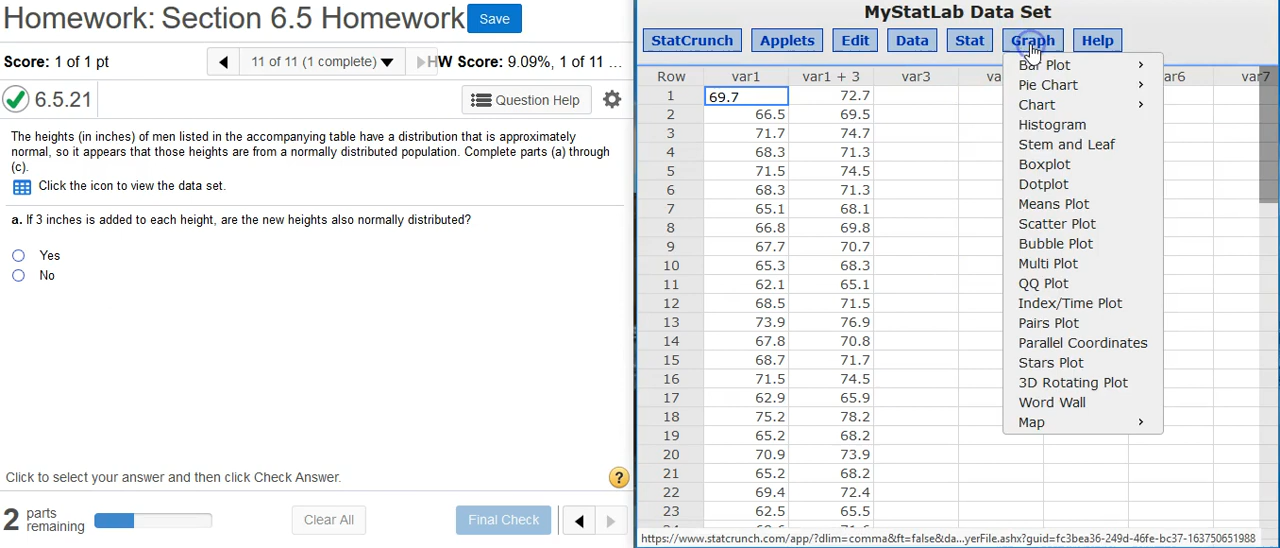 Homework: Section 6.5 Homework Save
Score: 1 of 1 pt
11 of 11 (1 complete) ▼
HW Score: 9.09%, 1 of 11 ...
6.5.21
Question Help
The heights (in inches) of men listed in the accompanying table have a distribution that is approximately
normal, so it appears that those heights are from a normally distributed population. Complete parts (a) through
(c).
Click the icon to view the data set.
a. If 3 inches is added to each height, are the new heights also normally distributed?
Yes
No
Click to select your answer and then click Check Answer.
?
2 parts remaining
Clear All
Final Check
MyStatLab Data Set
StatCrunch Applets Edit Data Stat Graph Help
Row var1 var1 + 3 var3 va ar6 var7
1 69.7 72.7
2 66.5 69.5
3 71.7 74.7
4 68.3 71.3
5 71.5 74.5
6 68.3 71.3
7 65.1 68.1
8 66.8 69.8
9 67.7 70.7
10 65.3 68.3
11 62.1 65.1
12 68.5 71.5
13 73.9 76.9
14 67.8 70.8
15 68.7 71.7
16 71.5 74.5
17 62.9 65.9
18 75.2 78.2
19 65.2 68.2
20 70.9 73.9
21 65.2 68.2
22 69.4 72.4
23 62.5 65.5
Bar Plot
Pie Chart
Chart
Histogram
Stem and Leaf
Boxplot
Dotplot
Means Plot
Scatter Plot
Bubble Plot
Multi Plot
QQ Plot
Index/Time Plot
Pairs Plot
Parallel Coordinates
Stars Plot
3D Rotating Plot
Word Wall
Map
https://www.statcrunch.com/app/?dlim=comma&ft=false&da...yerFile.ashx?guid=fc3bea36-249d-46fe-bc37-163750651988